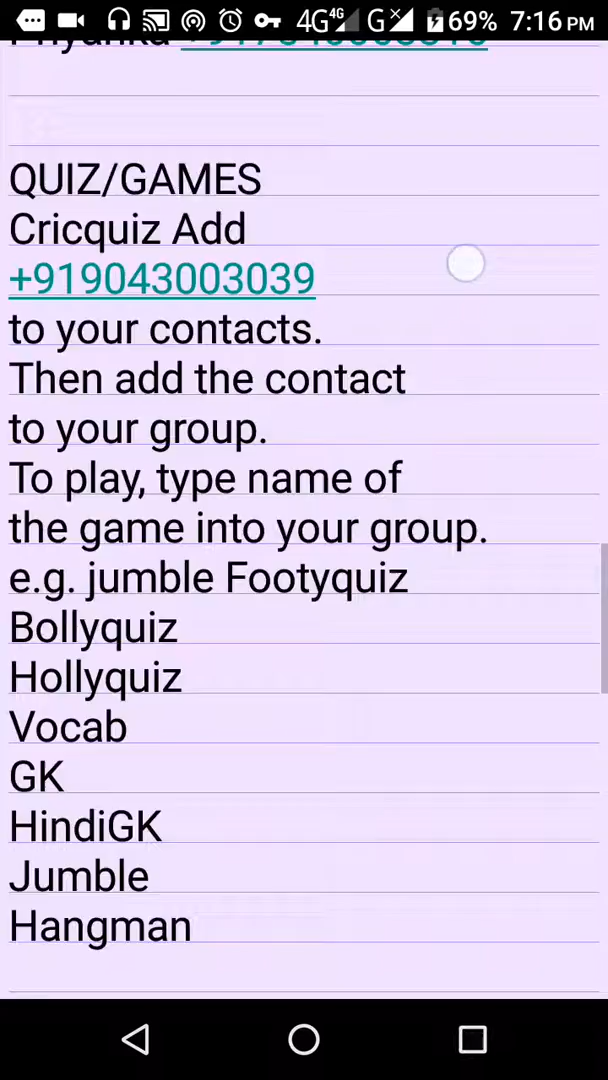 4G 4G G 69% 7:16 PM
QUIZ/GAMES
Cricquiz Add
+919043003039
to your contacts.
Then add the contact
to your group.
To play, type name of
the game into your group.
e.g. jumble Footyquiz
Bollyquiz
Hollyquiz
Vocab
GK
HindiGK
Jumble
Hangman